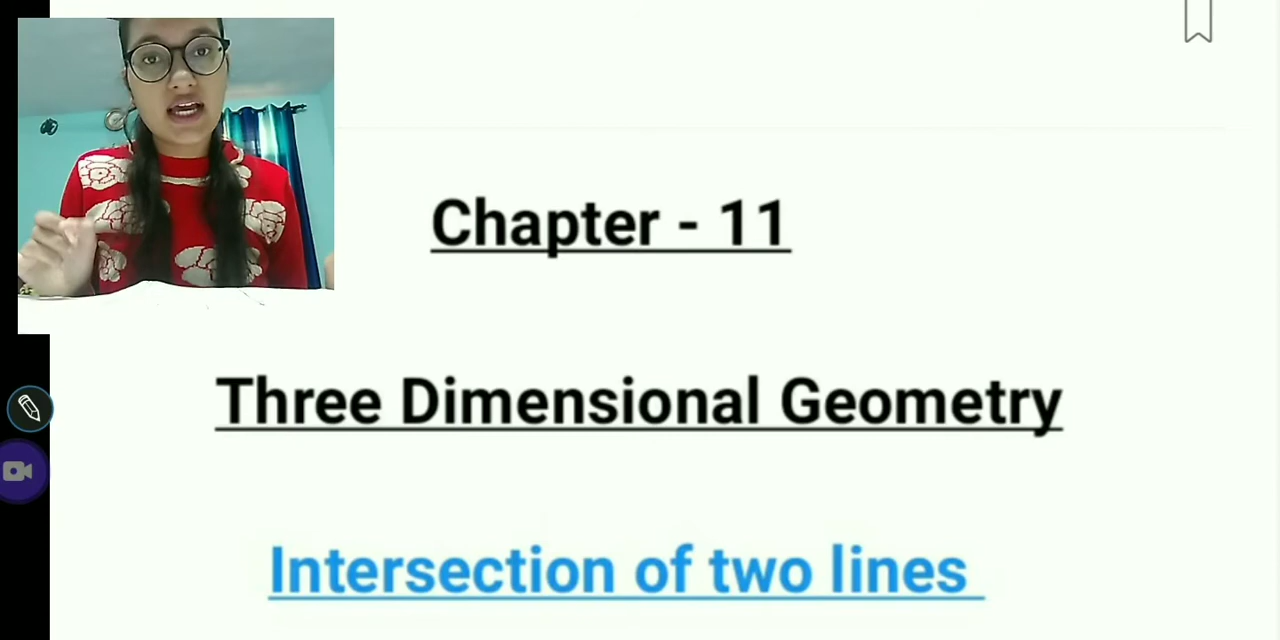 Chapter - 11
Three Dimensional Geometry
Intersection of two lines